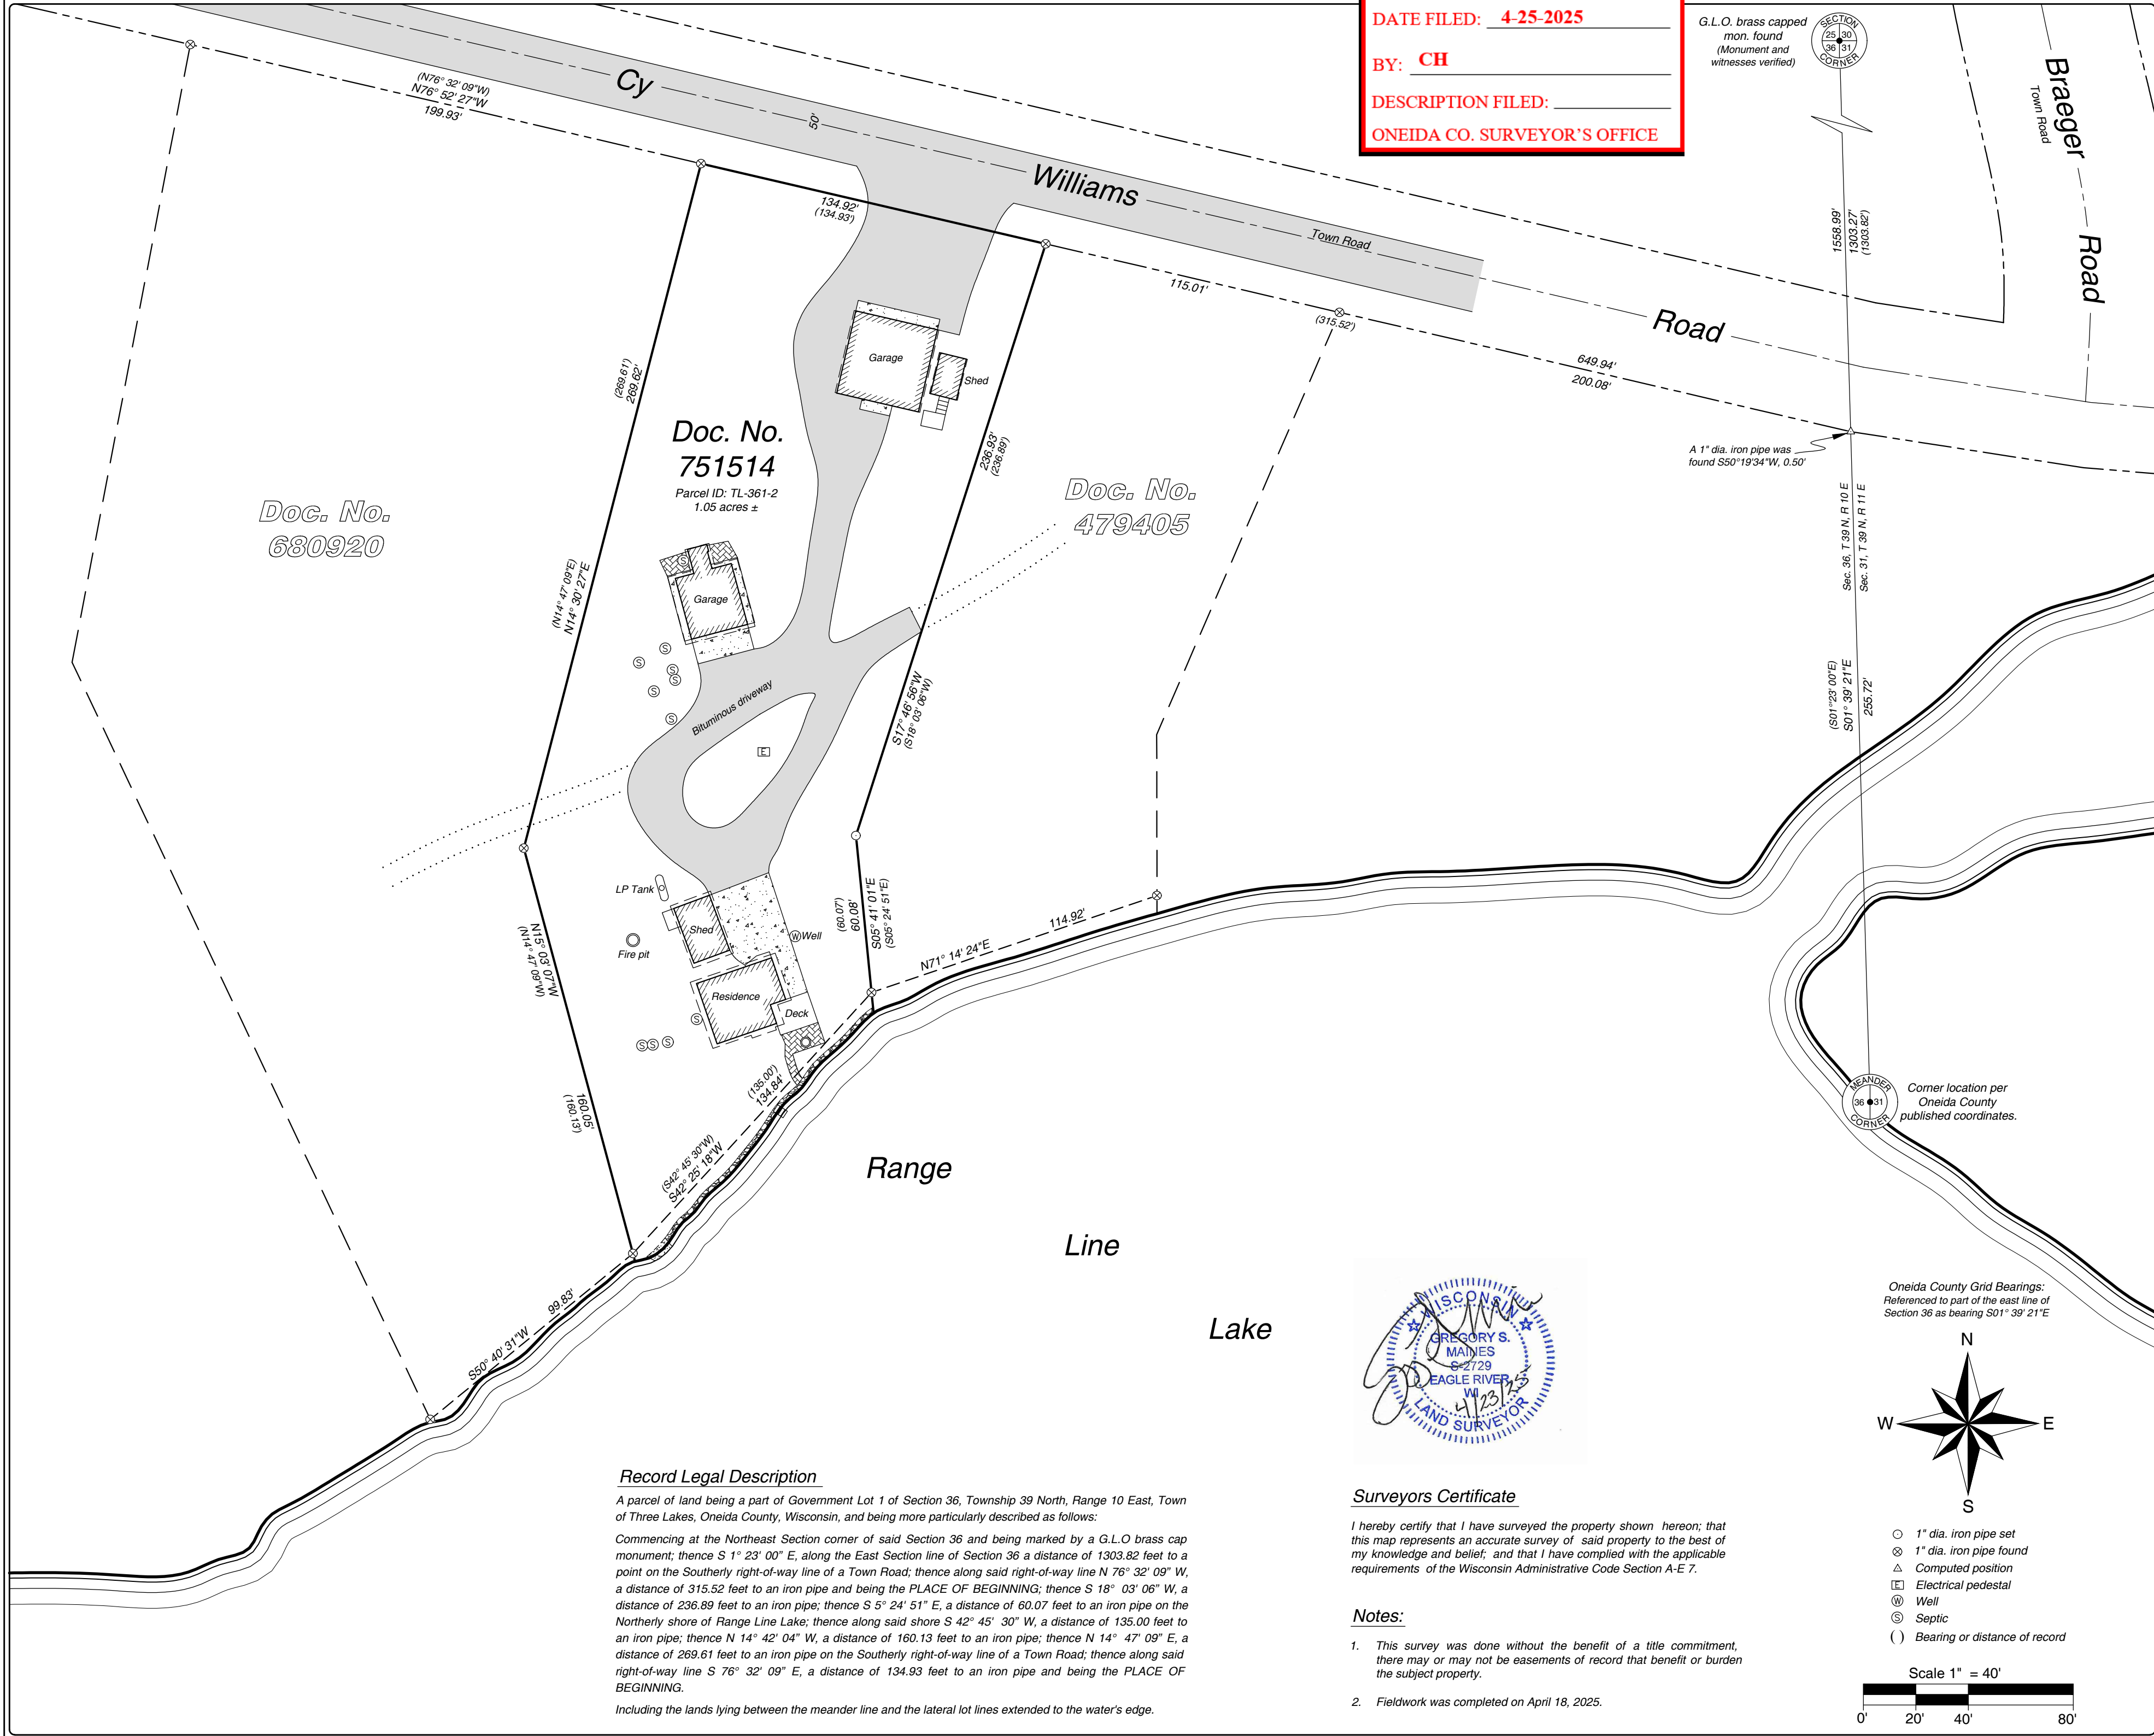 DATE FILED: 4-25-2025
BY: CH
DESCRIPTION FILED:
ONEIDA CO. SURVEYOR'S OFFICE
G.L.O. brass capped
mon. found
(Monument and
witnesses verified)
SECTION
25 30
36 31
CORNER
Braeger
Town Road
Road
Cy
50'
Williams
Town Road
Road
(N76° 32' 09"W)
N76° 52' 27"W
199.93'
134.92'
(134.93')
115.01'
(315.52')
649.94'
200.08'
1558.99'
1303.27'
(1303.82')
A 1" dia. iron pipe was
found S50°19'34"W, 0.50'
Sec. 36, T 39 N, R 10 E
Sec. 31, T 39 N, R 11 E
(S01°23' 00"E)
S01° 39' 21"E
255.72'
(269.61')
269.62'
Garage
Shed
Doc. No.
751514
Parcel ID: TL-361-2
1.05 acres ±
236.93'
(236.89')
Doc. No.
680920
Doc. No.
479405
(N14° 47' 09"E)
N14° 30' 27"E
S
Garage
S
S
S
S
S
S
Bituminous driveway
E
S17° 46' 56"W
(S18° 03' 06"W)
LP Tank
Shed
Fire pit
W Well
(60.07')
60.08'
S05° 41' 01"E
(S05° 24' 51"E)
N15° 03' 07"W
(N14° 47' 09"W)
Residence
Deck
S
S S S
N71° 14' 24"E
114.92'
160.05'
(160.13')
(135.00')
134.84'
(S42° 45' 30"W)
S42° 25' 18"W
99.83'
S50° 40' 31"W
Range
Line
Lake
MEANDER
36 31
CORNER
Corner location per
Oneida County
published coordinates.
WISCONSIN
GREGORY S.
MAINES
S-2729
EAGLE RIVER,
WI
4/23/25
LAND SURVEYOR
Oneida County Grid Bearings:
Referenced to part of the east line of
Section 36 as bearing S01° 39' 21"E
N
W
E
S
Record Legal Description
A parcel of land being a part of Government Lot 1 of Section 36, Township 39 North, Range 10 East, Town
of Three Lakes, Oneida County, Wisconsin, and being more particularly described as follows:
Commencing at the Northeast Section corner of said Section 36 and being marked by a G.L.O brass cap
monument; thence S 1° 23' 00” E, along the East Section line of Section 36 a distance of 1303.82 feet to a
point on the Southerly right-of-way line of a Town Road; thence along said right-of-way line N 76° 32' 09" W,
a distance of 315.52 feet to an iron pipe and being the PLACE OF BEGINNING; thence S 18° 03' 06" W, a
distance of 236.89 feet to an iron pipe; thence S 5° 24' 51” E, a distance of 60.07 feet to an iron pipe on the
Northerly shore of Range Line Lake; thence along said shore S 42° 45' 30” W, a distance of 135.00 feet to
an iron pipe; thence N 14° 42' 04” W, a distance of 160.13 feet to an iron pipe; thence N 14° 47' 09” E, a
distance of 269.61 feet to an iron pipe on the Southerly right-of-way line of a Town Road; thence along said
right-of-way line S 76° 32' 09” E, a distance of 134.93 feet to an iron pipe and being the PLACE OF
BEGINNING.
Including the lands lying between the meander line and the lateral lot lines extended to the water's edge.
Surveyors Certificate
I hereby certify that I have surveyed the property shown hereon; that
this map represents an accurate survey of said property to the best of
my knowledge and belief; and that I have complied with the applicable
requirements of the Wisconsin Administrative Code Section A-E 7.
Notes:
1. This survey was done without the benefit of a title commitment,
there may or may not be easements of record that benefit or burden
the subject property.
2. Fieldwork was completed on April 18, 2025.
1" dia. iron pipe set
1" dia. iron pipe found
Computed position
E Electrical pedestal
W Well
S Septic
( ) Bearing or distance of record
Scale 1" = 40'
0' 20' 40' 80'